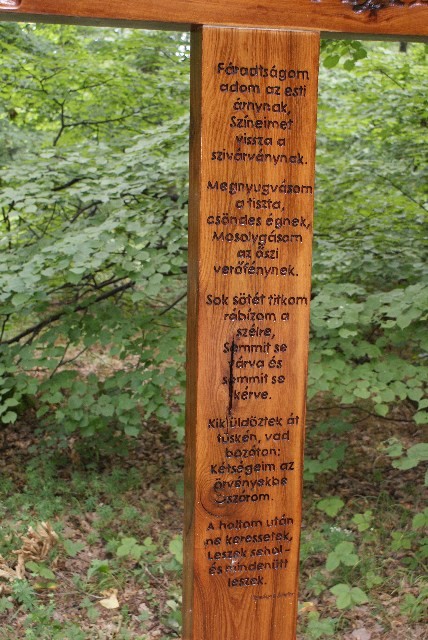 Fáradtságom
adom az esti
árnynak,
Színeimet
vissza a
szivárványnak.
Megnyugvásom
a tiszta,
csöndes égnek,
Mosolygásom
az őszi
verőfénynek.
Sok sötét titkom
rábízom a
szélre,
Semmit se
várva és
semmit se
kérve.
Kik üldöztek át
tüskén, vad
bozóton:
Kétségeim az
örvényekbe
szórom.
A holtom után
ne keressetek,
Leszek sehol -
és mindenütt
leszek.